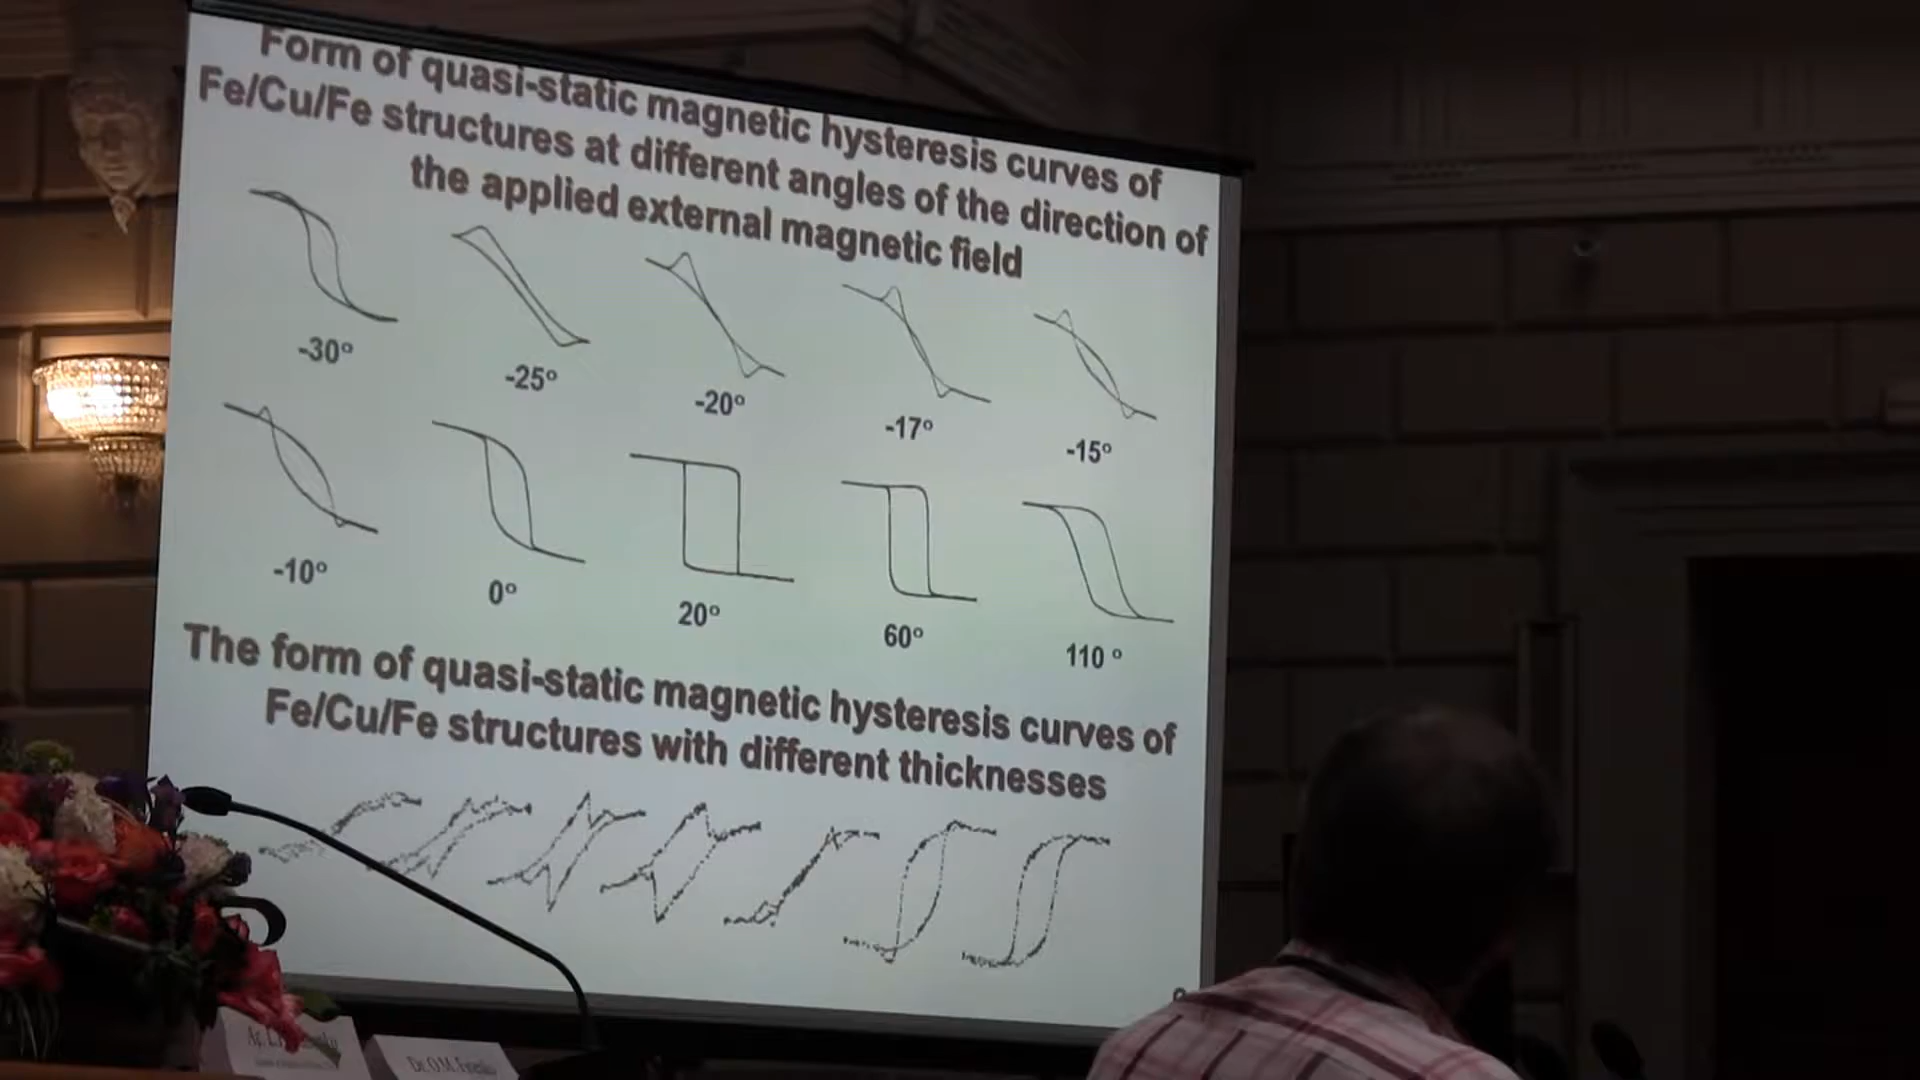 Form of quasi-static magnetic hysteresis curves of
Fe/Cu/Fe structures at different angles of the direction of
the applied external magnetic field
-30°
-25°
-20°
-17°
-15°
-10°
0°
20°
60°
110 °
The form of quasi-static magnetic hysteresis curves of
Fe/Cu/Fe structures with different thicknesses
Dr. O.M.